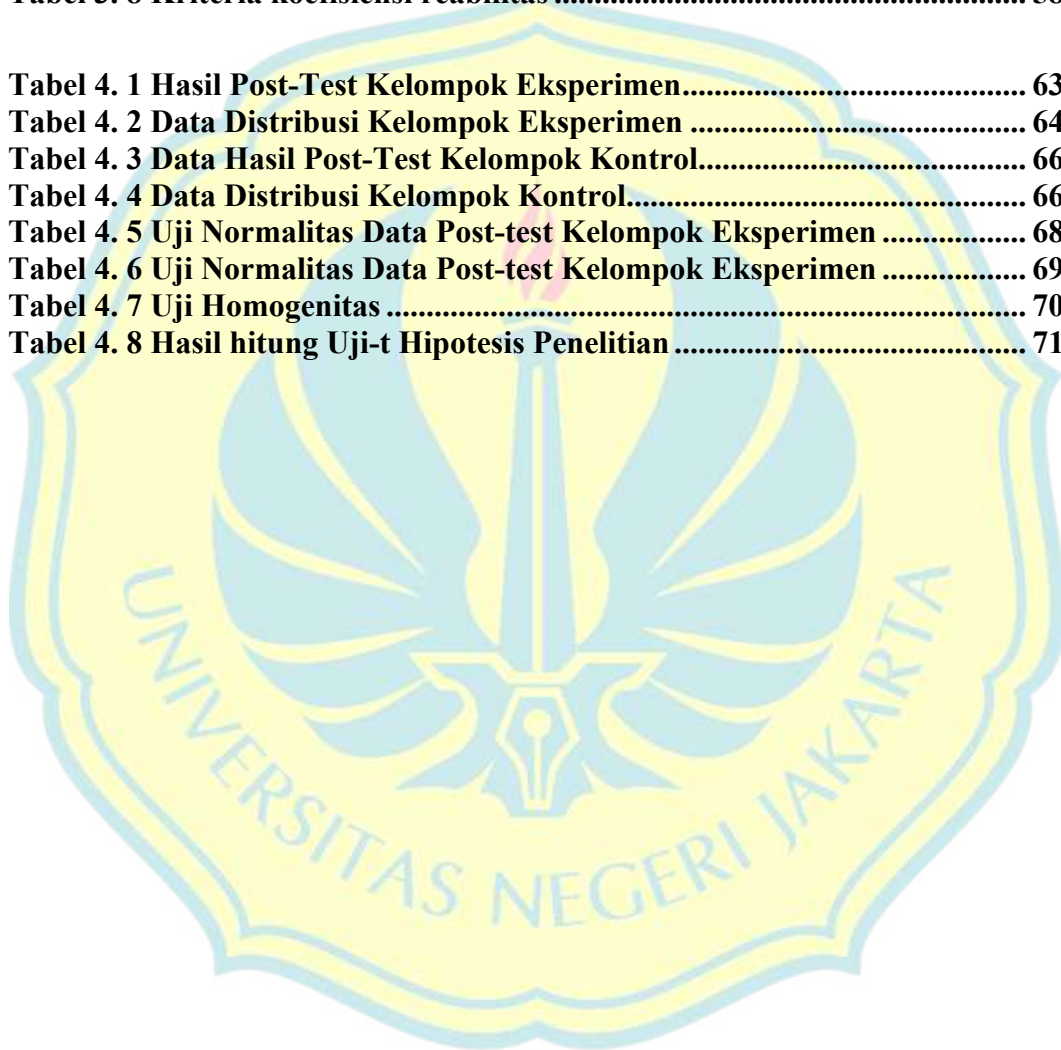 Tabel 4. 1 Hasil Post-Test Kelompok Eksperimen.......................................... 63
Tabel 4. 2 Data Distribusi Kelompok Eksperimen ......................................... 64
Tabel 4. 3 Data Hasil Post-Test Kelompok Kontrol........................................ 66
Tabel 4. 4 Data Distribusi Kelompok Kontrol................................................. 66
Tabel 4. 5 Uji Normalitas Data Post-test Kelompok Eksperimen .................. 68
Tabel 4. 6 Uji Normalitas Data Post-test Kelompok Eksperimen .................. 69
Tabel 4. 7 Uji Homogenitas ............................................................................... 70
Tabel 4. 8 Hasil hitung Uji-t Hipotesis Penelitian ........................................... 71
UNIVERSITAS NEGERI JAKARTA